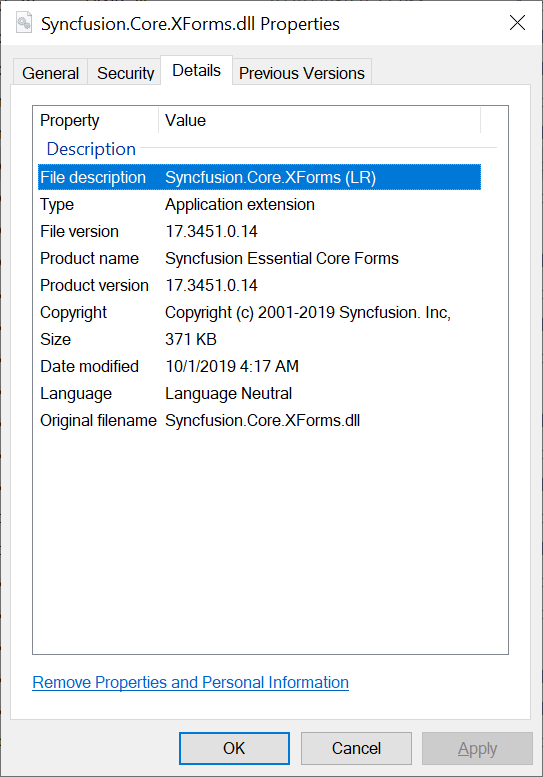 Syncfusion.Core.XForms.dll Properties
General Security Details Previous Versions
Property Value
Description
File description Syncfusion.Core.XForms (LR)
Type Application extension
File version 17.3451.0.14
Product name Syncfusion Essential Core Forms
Product version 17.3451.0.14
Copyright Copyright (c) 2001-2019 Syncfusion. Inc,
Size 371 KB
Date modified 10/1/2019 4:17 AM
Language Language Neutral
Original filename Syncfusion.Core.XForms.dll
Remove Properties and Personal Information
OK Cancel Apply